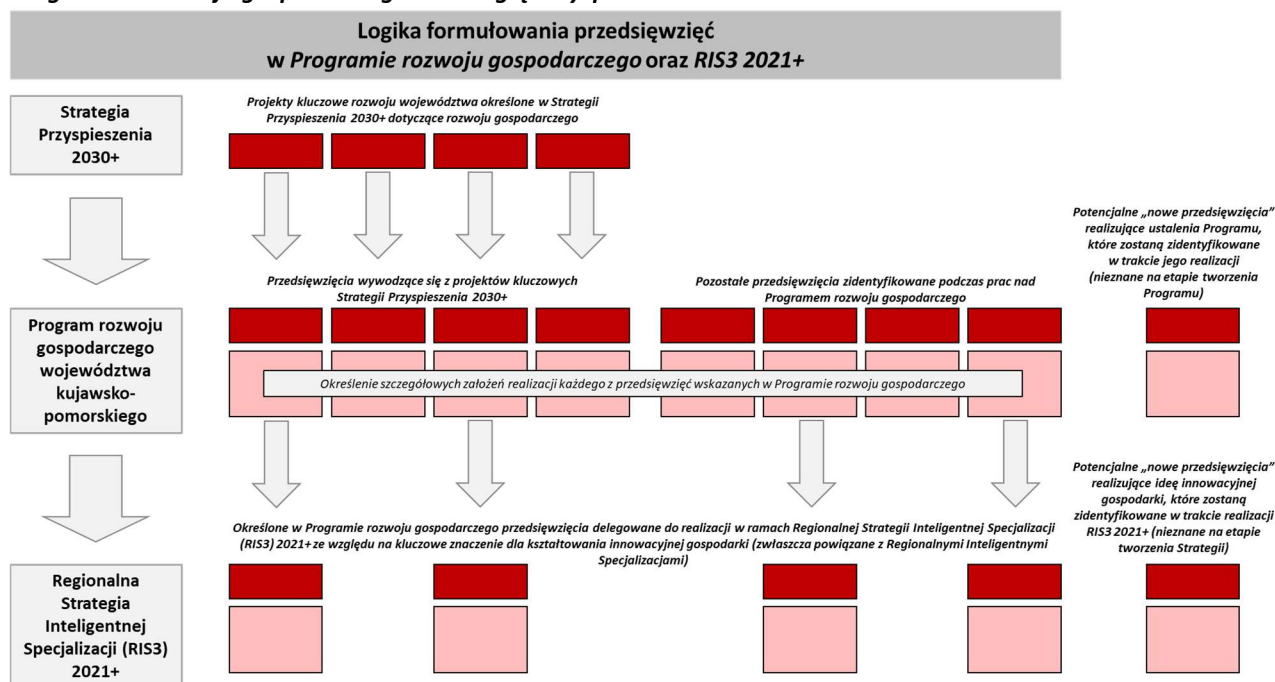 Logika formułowania przedsięwzięć
w Programie rozwoju gospodarczego oraz RIS3 2021+
Strategia
Przyspieszenia
2030+
Projekty kluczowe rozwoju województwa określone w Strategii
Przyspieszenia 2030+ dotyczące rozwoju gospodarczego
Potencjalne „nowe przedsięwzięcia”
realizujące ustalenia Programu,
które zostaną zidentyfikowane
w trakcie jego realizacji
(nieznane na etapie tworzenia
Programu)
Przedsięwzięcia wywodzące się z projektów kluczowych
Strategii Przyspieszenia 2030+
Pozostałe przedsięwzięcia zidentyfikowane podczas prac nad
Programem rozwoju gospodarczego
Program rozwoju
gospodarczego
województwa
kujawsko-
pomorskiego
Określenie szczegółowych założeń realizacji każdego z przedsięwzięć wskazanych w Programie rozwoju gospodarczego
Potencjalne „nowe przedsięwzięcia”
realizujące ideę innowacyjnej
gospodarki, które zostaną
zidentyfikowane w trakcie realizacji
RIS3 2021+ (nieznane na etapie
tworzenia Strategii)
Określone w Programie rozwoju gospodarczego przedsięwzięcia delegowane do realizacji w ramach Regionalnej Strategii Inteligentnej Specjalizacji
(RIS3) 2021+ ze względu na kluczowe znaczenie dla kształtowania innowacyjnej gospodarki (zwłaszcza powiązane z Regionalnymi Inteligentnymi
Specjalizacjami)
Regionalna
Strategia
Inteligentnej
Specjalizacji (RIS3)
2021+